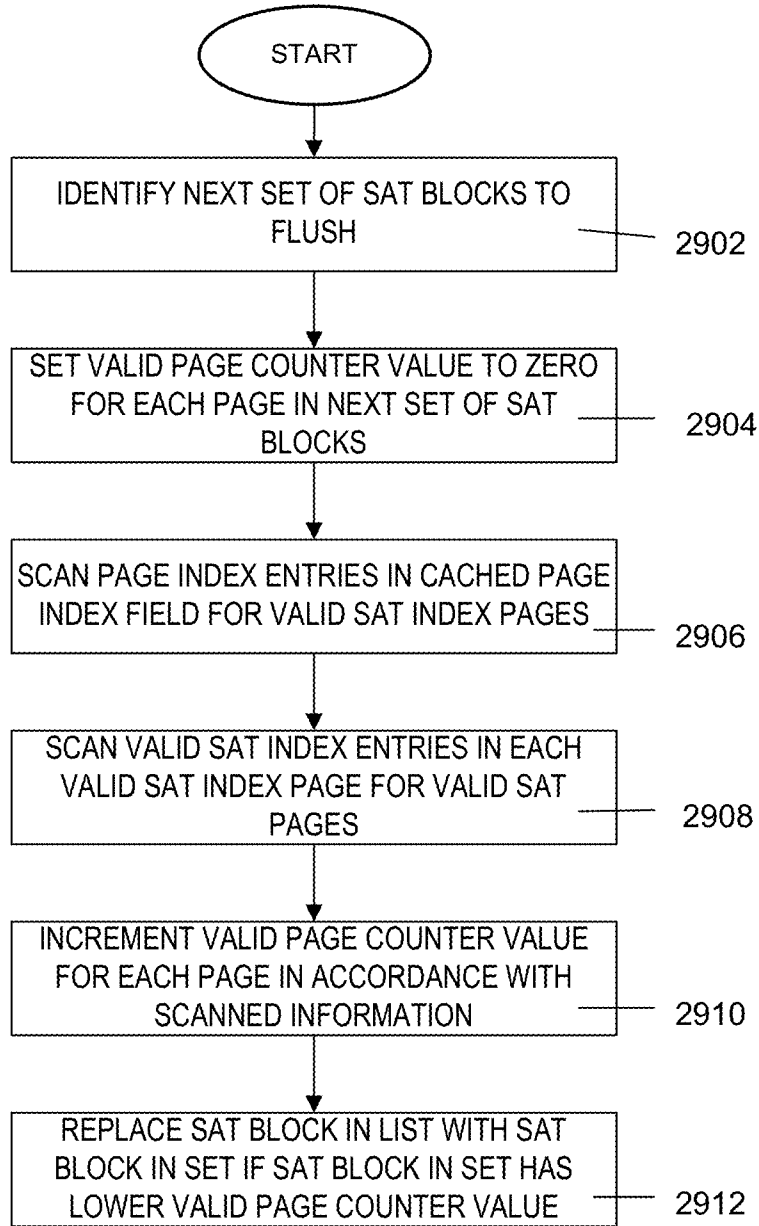 START
IDENTIFY NEXT SET OF SAT BLOCKS TO
FLUSH
2902
SET VALID PAGE COUNTER VALUE TO ZERO
FOR EACH PAGE IN NEXT SET OF SAT
BLOCKS
2904
SCAN PAGE INDEX ENTRIES IN CACHED PAGE
INDEX FIELD FOR VALID SAT INDEX PAGES
2906
SCAN VALID SAT INDEX ENTRIES IN EACH
VALID SAT INDEX PAGE FOR VALID SAT
PAGES
2908
INCREMENT VALID PAGE COUNTER VALUE
FOR EACH PAGE IN ACCORDANCE WITH
SCANNED INFORMATION
2910
REPLACE SAT BLOCK IN LIST WITH SAT
BLOCK IN SET IF SAT BLOCK IN SET HAS
LOWER VALID PAGE COUNTER VALUE
2912